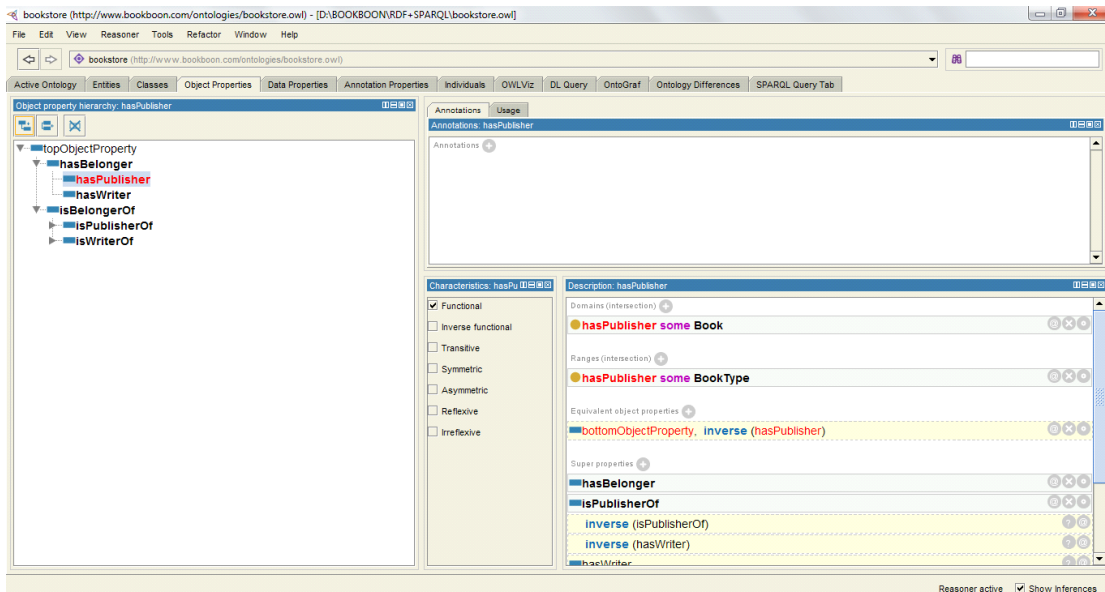 bookstore (http://www.bookboon.com/ontologies/bookstore.owl) - [D:\BOOKBOON\RDF+SPARQL\bookstore.owl]
File Edit View Reasoner Tools Refactor Window Help
bookstore (http://www.bookboon.com/ontologies/bookstore.owl)
Active Ontology Entities Classes Object Properties Data Properties Annotation Properties Individuals OWLViz DL Query OntoGraf Ontology Differences SPARQL Query Tab
Object property hierarchy: hasPublisher
topObjectProperty
hasBelonger
hasPublisher
hasWriter
isBelongerOf
isPublisherOf
isWriterOf
Annotations Usage
Annotations: hasPublisher
Annotations
Characteristics: hasPu
Functional
Inverse functional
Transitive
Symmetric
Asymmetric
Reflexive
Irreflexive
Description: hasPublisher
Domains (intersection)
hasPublisher some Book
Ranges (intersection)
hasPublisher some BookType
Equivalent object properties
bottomObjectProperty, inverse (hasPublisher)
Super properties
hasBelonger
isPublisherOf
inverse (isPublisherOf)
inverse (hasWriter)
hasWriter
Reasoner active Show Inferences